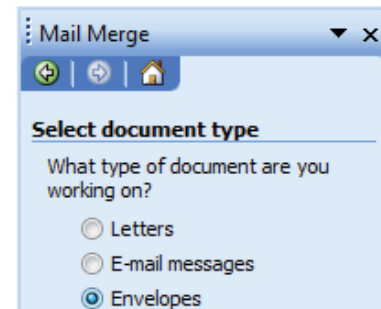 Mail Merge
Select document type
What type of document are you
working on?
Letters
E-mail messages
Envelopes